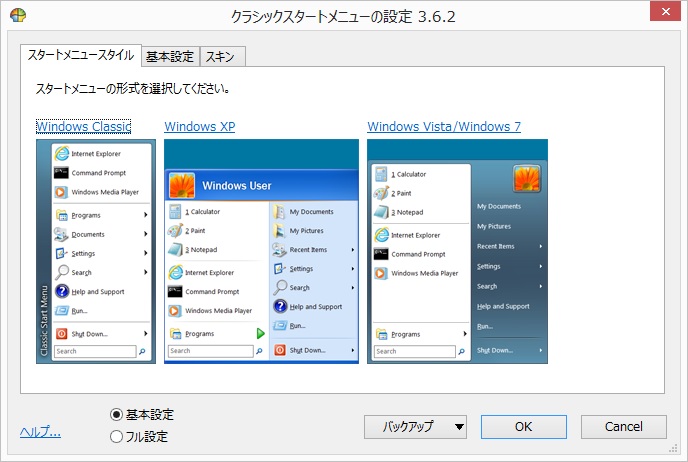 クラシックスタートメニューの設定 3.6.2
スタートメニュースタイル
基本設定
スキン
スタートメニューの形式を選択してください。
Windows Classic
Internet Explorer
Command Prompt
Windows Media Player
Programs
Documents
Settings
Search
Help and Support
Run...
Shut Down...
Search
Classic Start Menu
Windows XP
Windows User
1 Calculator
2 Paint
3 Notepad
Internet Explorer
Command Prompt
Windows Media Player
Programs
Search
My Documents
My Pictures
Recent Items
Settings
Search
Help and Support
Run...
Shut Down...
Windows Vista/Windows 7
1 Calculator
2 Paint
3 Notepad
Internet Explorer
Command Prompt
Windows Media Player
Programs
Search
My Documents
My Pictures
Recent Items
Settings
Search
Help and Support
Run...
Shut Down...
ヘルプ...
基本設定
フル設定
バックアップ
OK
Cancel